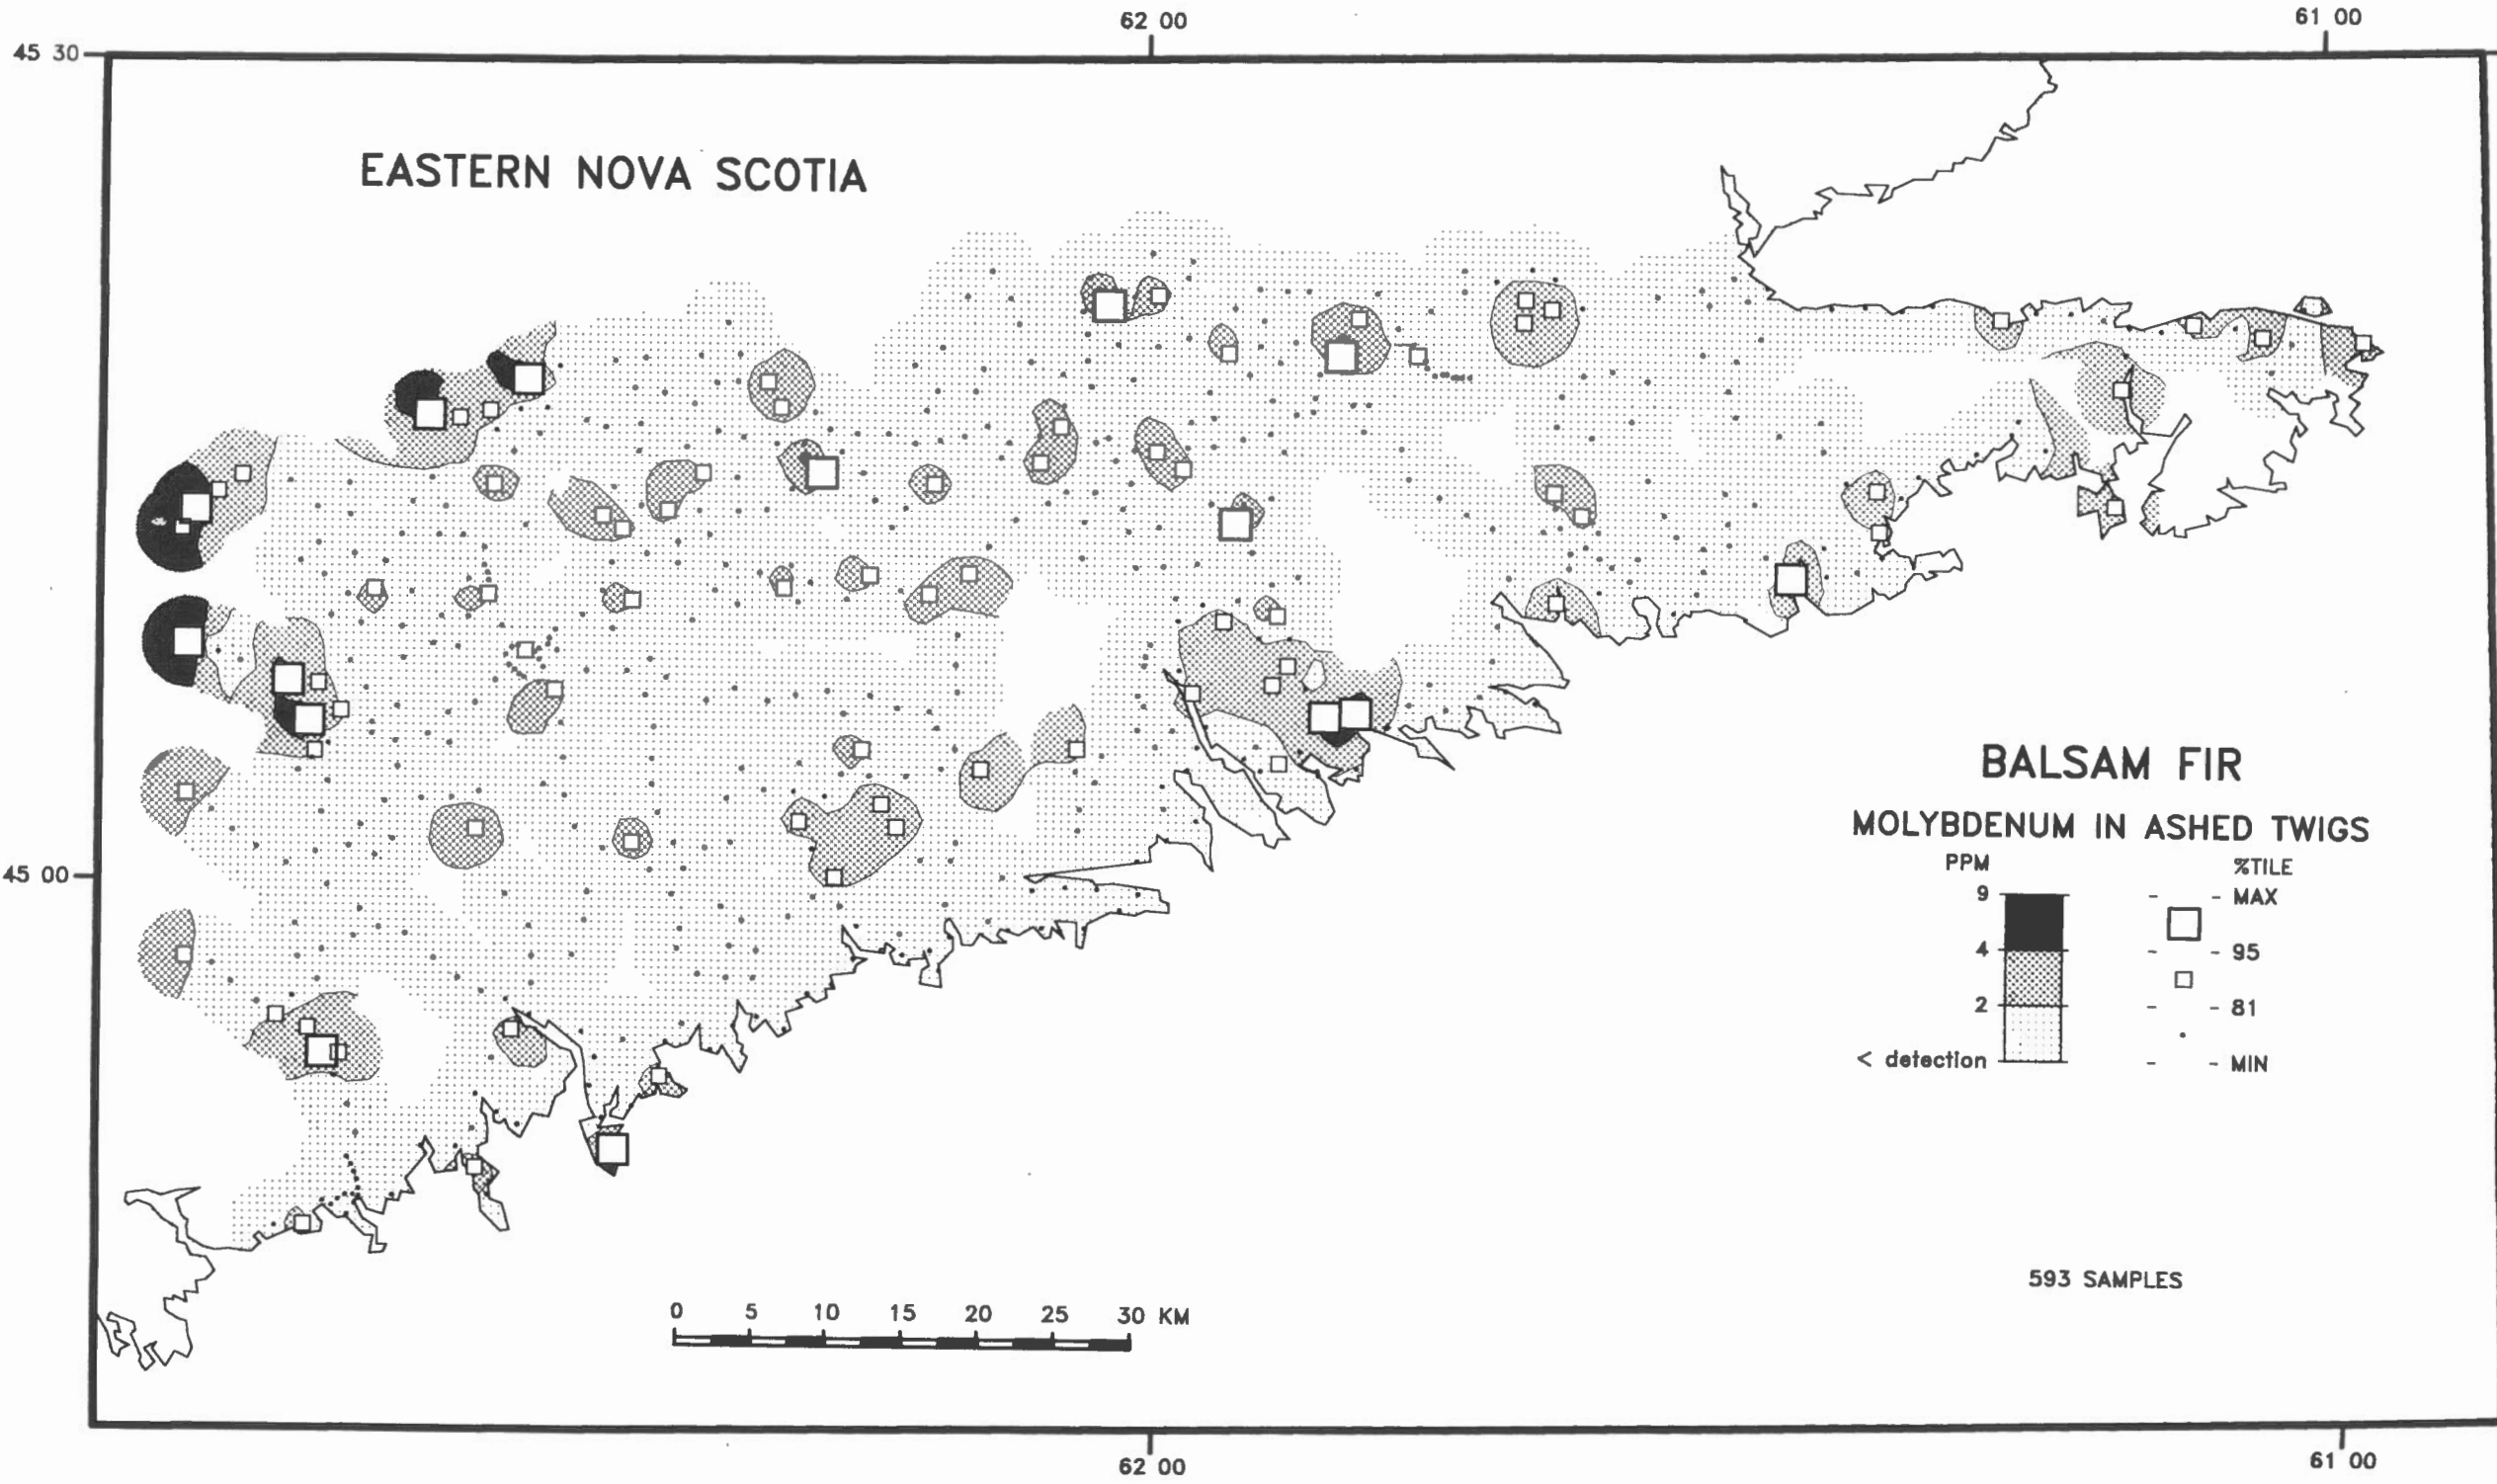 62 00
61 00
45 30
EASTERN NOVA SCOTIA
BALSAM FIR
MOLYBDENUM IN ASHED TWIGS
PPM %TILE
9 - - MAX
4 - - 95
2 - - 81
< detection - - MIN
45 00
593 SAMPLES
0 5 10 15 20 25 30 KM
62 00
61 00